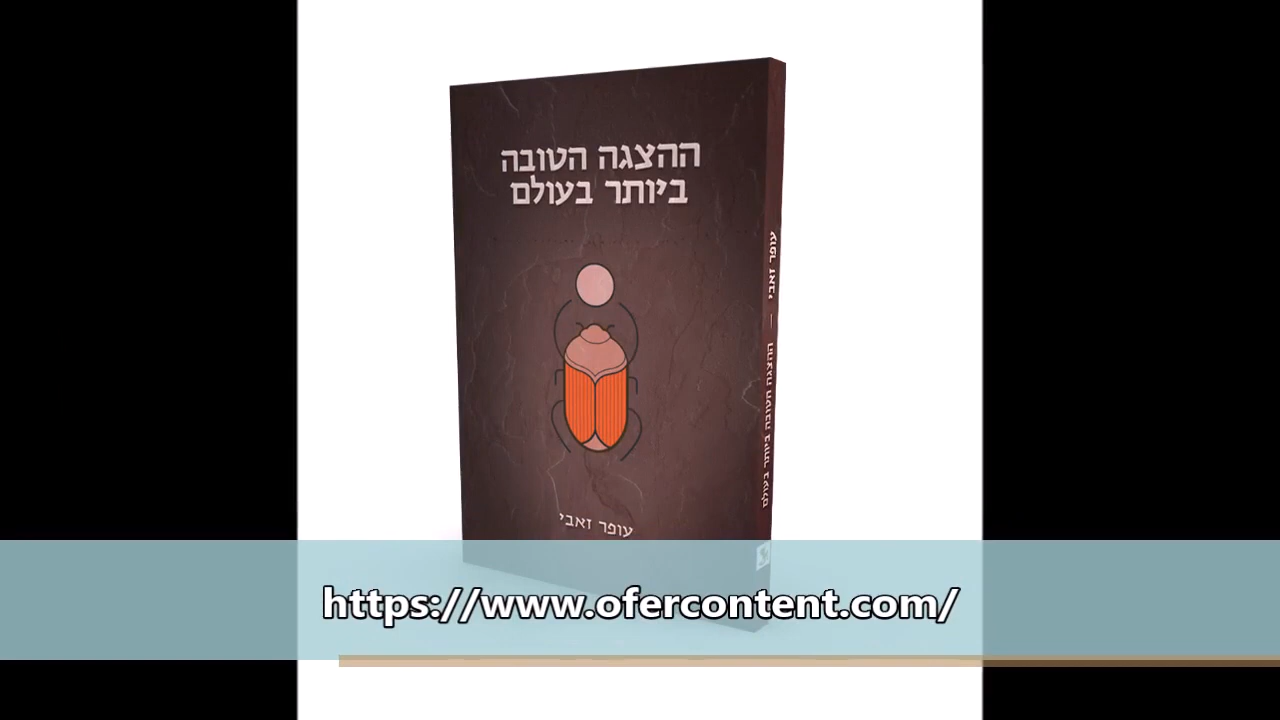 ההצגה הטובה
ביותר בעולם
עופר זאבי
עופר זאבי — ההצגה הטובה ביותר בעולם
https://www.ofercontent.com/